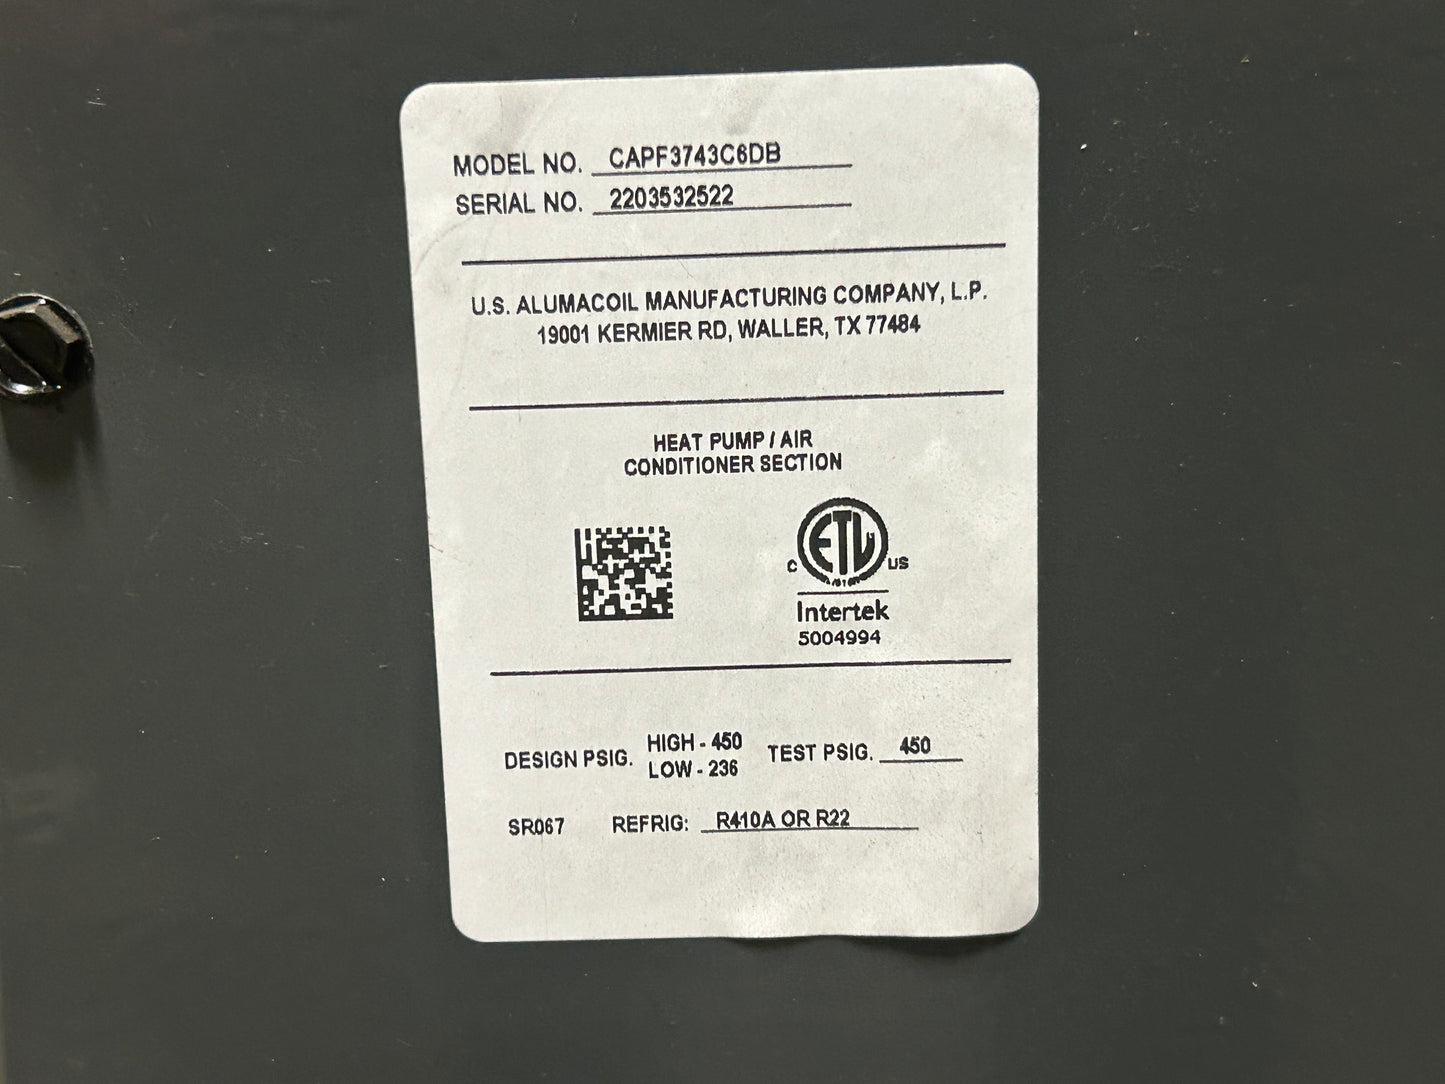 MODEL NO. CAPF3743C6DB
SERIAL NO. 2203532522
U.S. ALUMACOIL MANUFACTURING COMPANY, L.P.
19001 KERMIER RD, WALLER, TX 77484
HEAT PUMP / AIR
CONDITIONER SECTION
ETL
C US
Intertek
5004994
DESIGN PSIG. HIGH - 450 TEST PSIG. 450
LOW - 236
SR067 REFRIG: R410A OR R22